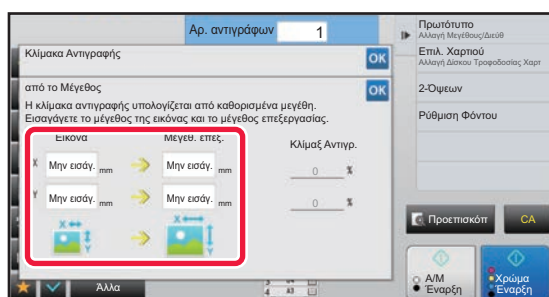 Αρ. αντιγράφων 1
Κλίμακα Αντιγραφής OK
από το Μέγεθος OK
Η κλίμακα αντιγραφής υπολογίζεται από καθορισμένα μεγέθη.
Εισαγάγετε το μέγεθος της εικόνας και το μέγεθος επεξεργασίας.
Εικόνα Μεγεθ. επεξ. Κλίμαξ Αντιγρ.
X Μην εισάγ. mm Μην εισάγ. mm 0 %
Y Μην εισάγ. mm Μην εισάγ. mm 0 %
X Y X Y
Άλλα
4 A3
Πρωτότυπο
Αλλαγή Μεγέθους/Διεύθ
Επιλ. Χαρτιού
Αλλαγή Δίσκου Τροφοδοσίας Χαρτ
2-Όψεων
Ρύθμιση Φόντου
Προεπισκόπ CA
Α/Μ
Έναρξη
Χρώμα
Έναρξη